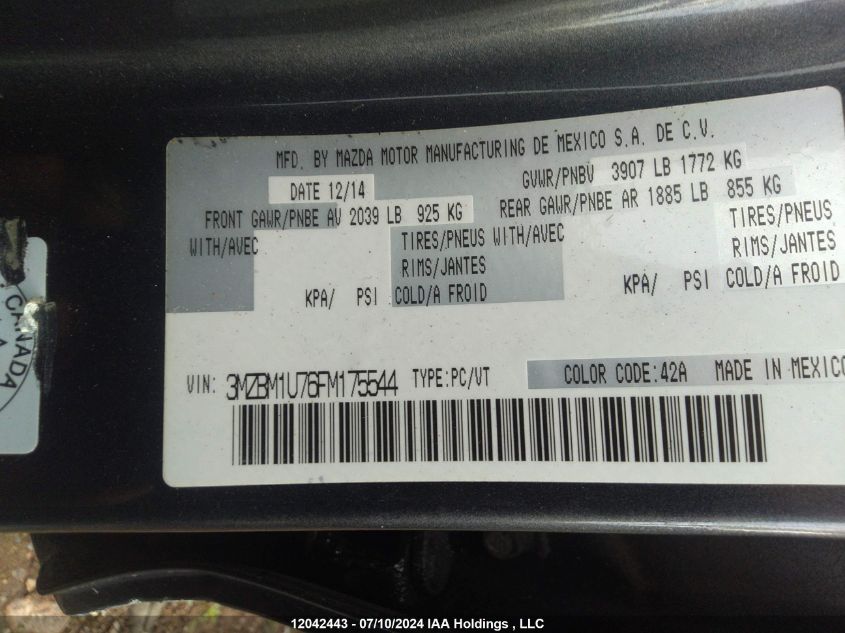 MFD. BY MAZDA MOTOR MANUFACTURING DE MEXICO S.A. DE C.V.
DATE 12/14 GVWR/PNBV 3907 LB 1772 KG
FRONT GAWR/PNBE AV 2039 LB 925 KG REAR GAWR/PNBE AR 1885 LB 855 KG
WITH/AVEC TIRES/PNEUS WITH/AVEC TIRES/PNEUS
RIMS/JANTES RIMS/JANTES
KPA/ PSI COLD/A FROID KPA/ PSI COLD/A FROID
VIN: 3MZBM1U76FM175544 TYPE:PC/VT COLOR CODE:42A MADE IN MEXICO
CANADA
12042443 - 07/10/2024 IAA Holdings , LLC